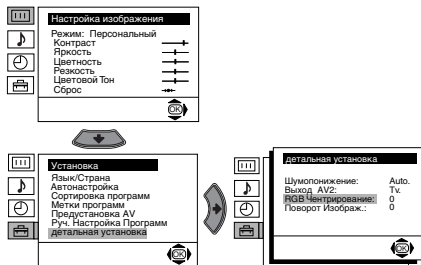 Настройка изображения
Режим: Персональный
Контраст
Яркость
Цветность
Резкость
Цветовой Тон
Сброс
OK
Установка
Язык/Страна
Автонастройка
Сортировка программ
Метки программ
Предустановка AV
Руч. Настройка Программ
детальная установка
OK
детальная установка
Шумопонижение: Auto.
Выход AV2: Tv.
RGB Чентрирование: 0
Поворот Изображ.: 0
OK